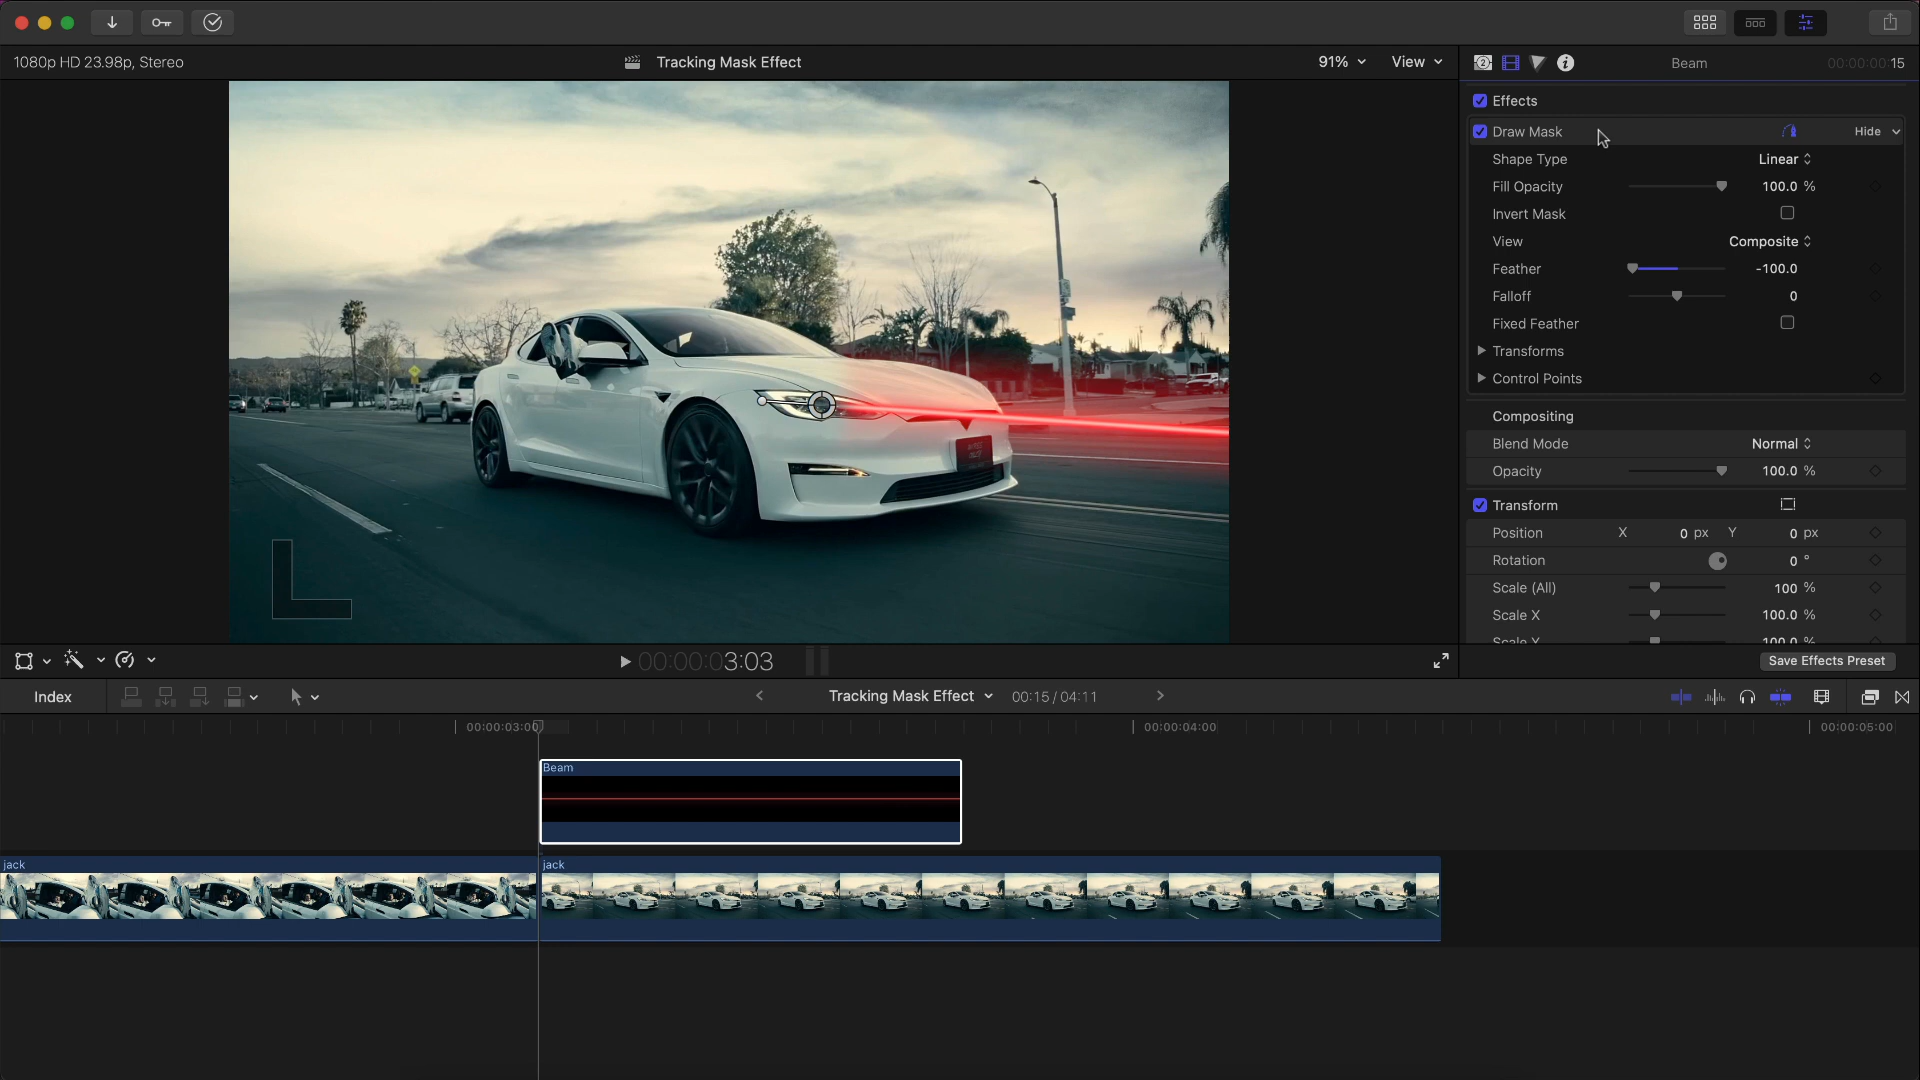 1080p HD 23.98p, Stereo
Tracking Mask Effect
91%
View
2
Beam
00:00:00:15
Effects
Draw Mask
Hide
Shape Type
Linear
Fill Opacity
100.0 %
Invert Mask
View
Composite
Feather
-100.0
Falloff
0
Fixed Feather
Transforms
Control Points
Compositing
Blend Mode
Normal
Opacity
100.0 %
Transform
Position
X
0 px
Y
0 px
Rotation
0 °
Scale (All)
100 %
Scale X
100.0 %
Scale Y
100.0 %
00:00:03:03
Save Effects Preset
Index
Tracking Mask Effect
00:15 / 04:11
00:00:03:00
00:00:04:00
00:00:05:00
Beam
jack
jack